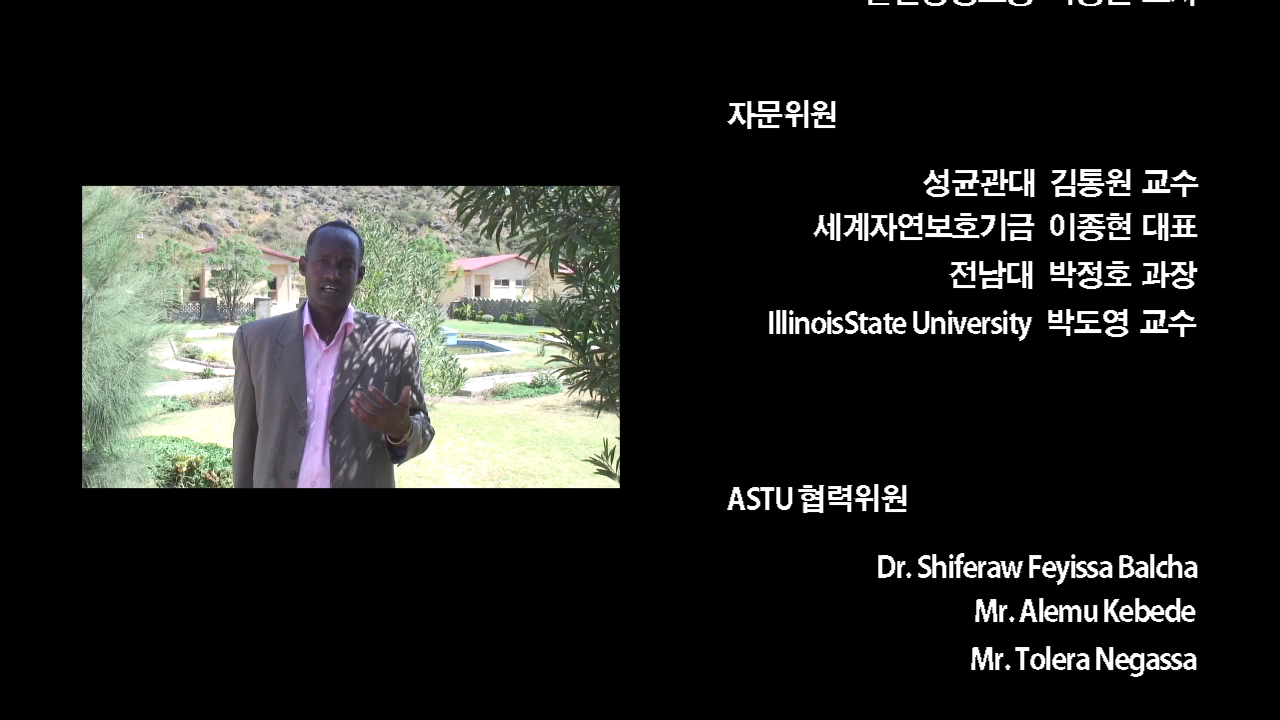 자문위원
성균관대 김통원 교수
세계자연보호기금 이종현 대표
전남대 박정호 과장
IllinoisState University 박도영 교수
ASTU 협력위원
Dr. Shiferaw Feyissa Balcha
Mr. Alemu Kebede
Mr. Tolera Negassa